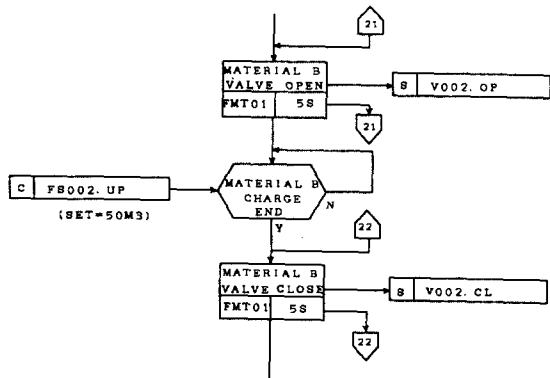 21
MATERIAL B
VALVE OPEN
S V002. OP
FMT01 5S
21
C FS002. UP
(SET=50M3)
MATERIAL B
CHARGE
END
N
Y
22
MATERIAL B
VALVE CLOSE
S V002. CL
FMT01 5S
22